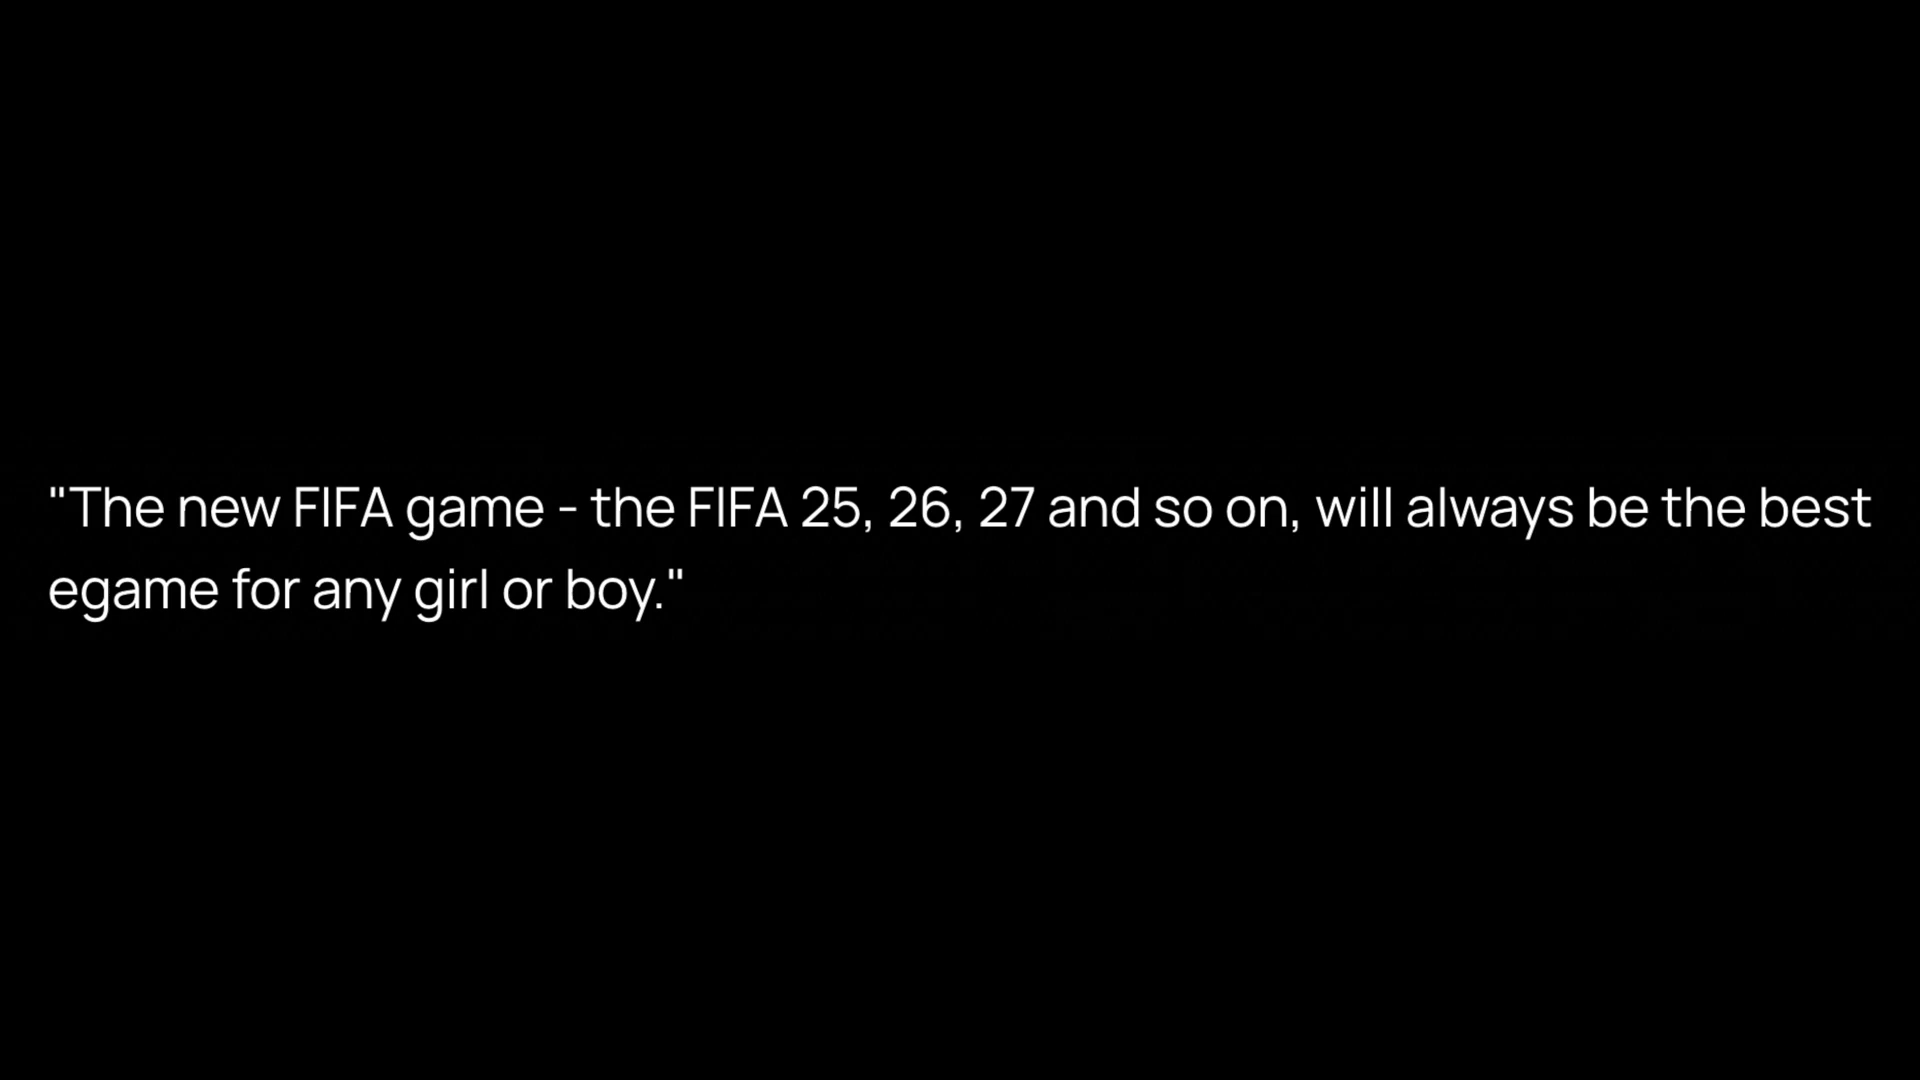 "The new FIFA game - the FIFA 25, 26, 27 and so on, will always be the best
egame for any girl or boy."